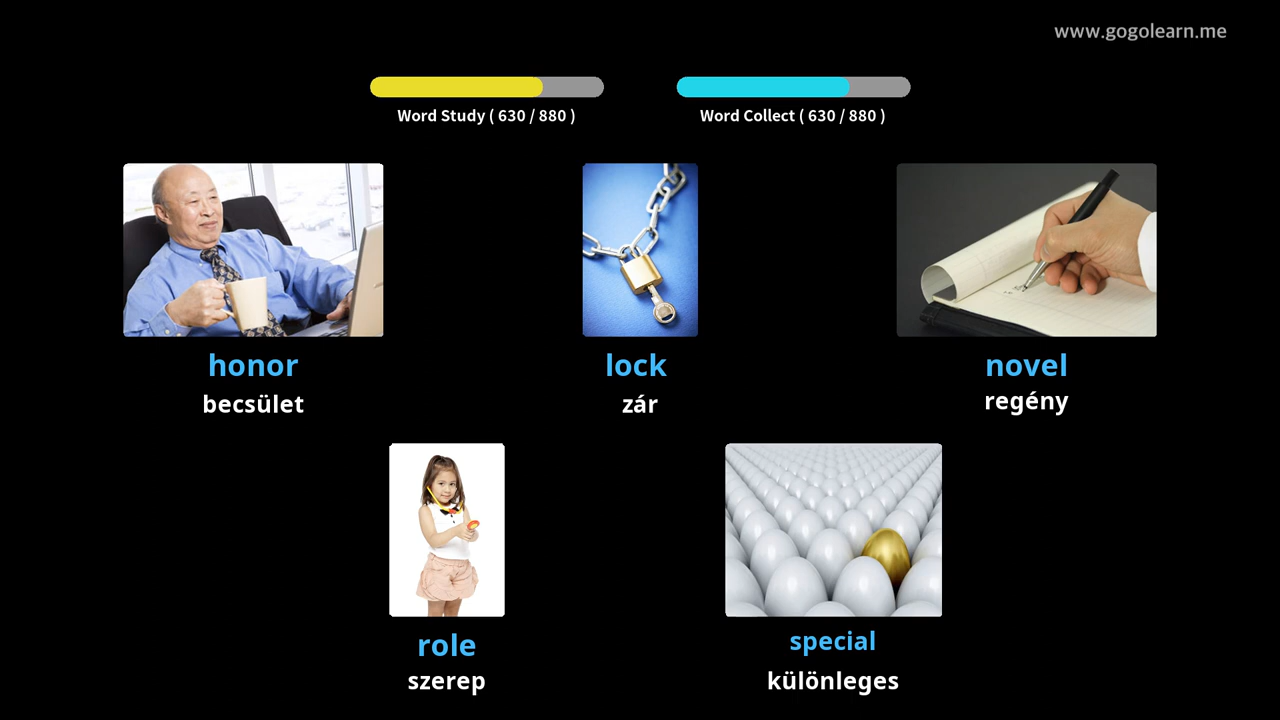 www.gogolearn.me
Word Study ( 630 / 880 )
Word Collect ( 630 / 880 )
honor
becsület
lock
zár
novel
regény
role
szerep
special
különleges